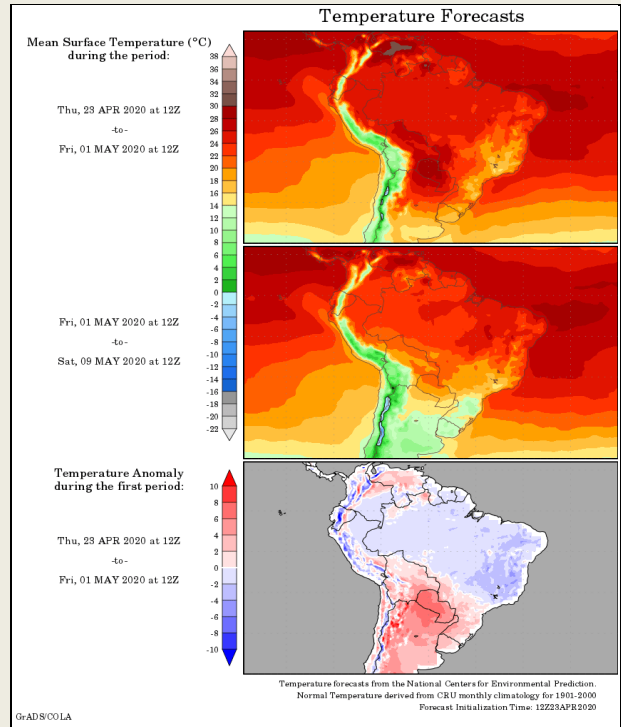 Temperature Forecasts
Mean Surface Temperature (°C)
during the period:
Thu, 23 APR 2020 at 12Z
-to-
Fri, 01 MAY 2020 at 12Z
38
36
34
32
30
28
26
24
23
22
20
18
16
14
12
10
8
6
4
2
0
-2
-4
-6
-8
-10
-12
-14
-16
-18
-20
-22
Fri, 01 MAY 2020 at 12Z
-to-
Sat, 09 MAY 2020 at 12Z
Temperature Anomaly
during the first period:
Thu, 23 APR 2020 at 12Z
-to-
Fri, 01 MAY 2020 at 12Z
10
8
6
4
2
0
-2
-4
-6
-8
-10
Temperature forecasts from the National Centers for Environmental Prediction.
Normal Temperature derived from CRU monthly climatology for 1901-2000
Forecast Initialization Time: 12Z23APR2020
GrADS/COLA